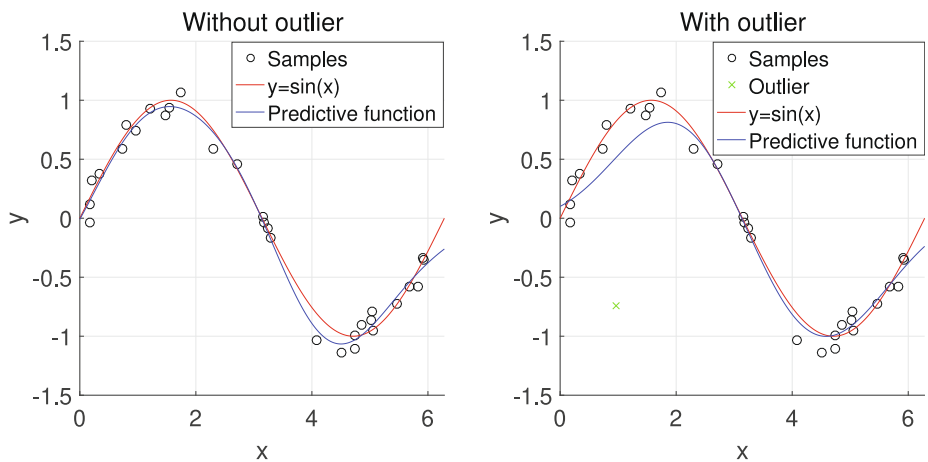 Without outlier
1.5
1
0.5
0
-0.5
-1
-1.5
y
0
2
4
6
x
Samples
y=sin(x)
Predictive function
With outlier
1.5
1
0.5
0
-0.5
-1
-1.5
y
0
2
4
6
x
Samples
Outlier
y=sin(x)
Predictive function